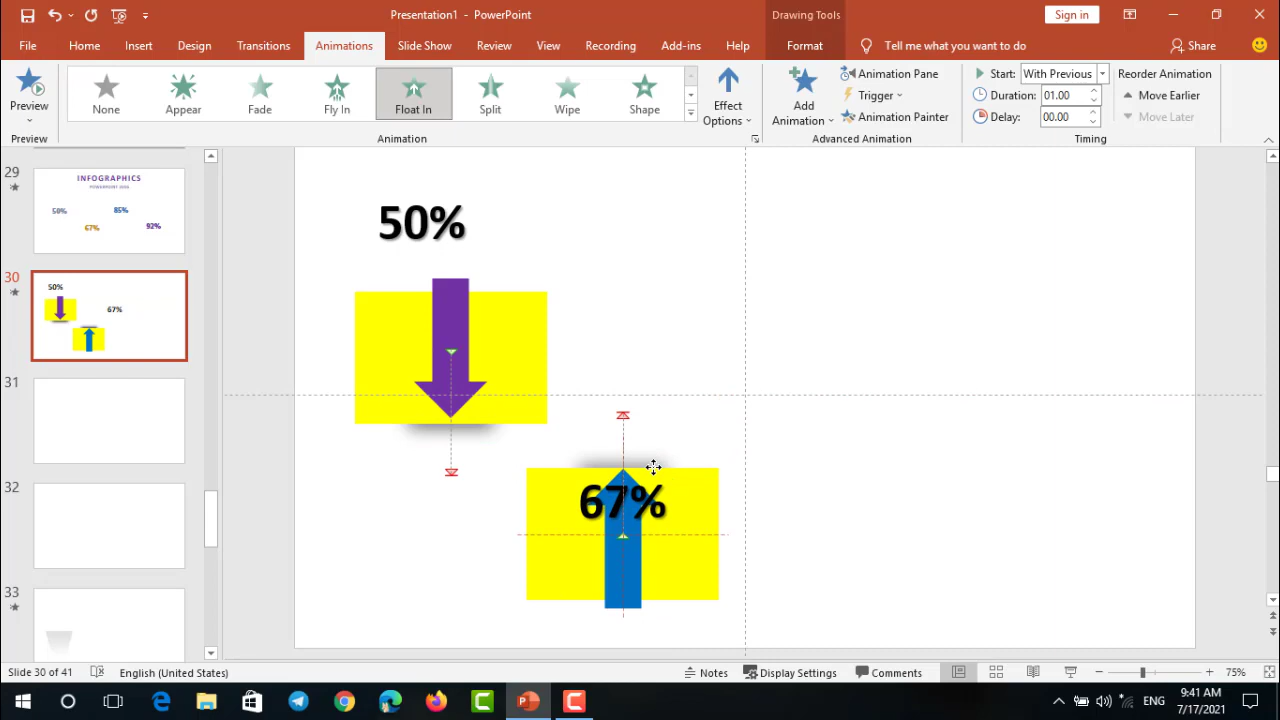 Presentation1 - PowerPoint
Drawing Tools
Sign in
File
Home
Insert
Design
Transitions
Animations
Slide Show
Review
View
Recording
Add-ins
Help
Format
Tell me what you want to do
Share
Preview
Preview
None
Appear
Fade
Fly In
Float In
Split
Wipe
Shape
Animation
Effect
Options
Add
Animation
Animation Pane
Trigger
Animation Painter
Advanced Animation
Start: With Previous
Duration: 01.00
Delay: 00.00
Timing
Reorder Animation
Move Earlier
Move Later
29
INFOGRAPHICS
50%
85%
67%
92%
30
50%
67%
31
32
33
50%
67%
Slide 30 of 41
English (United States)
Notes
Display Settings
Comments
75%
ENG
9:41 AM
7/17/2021